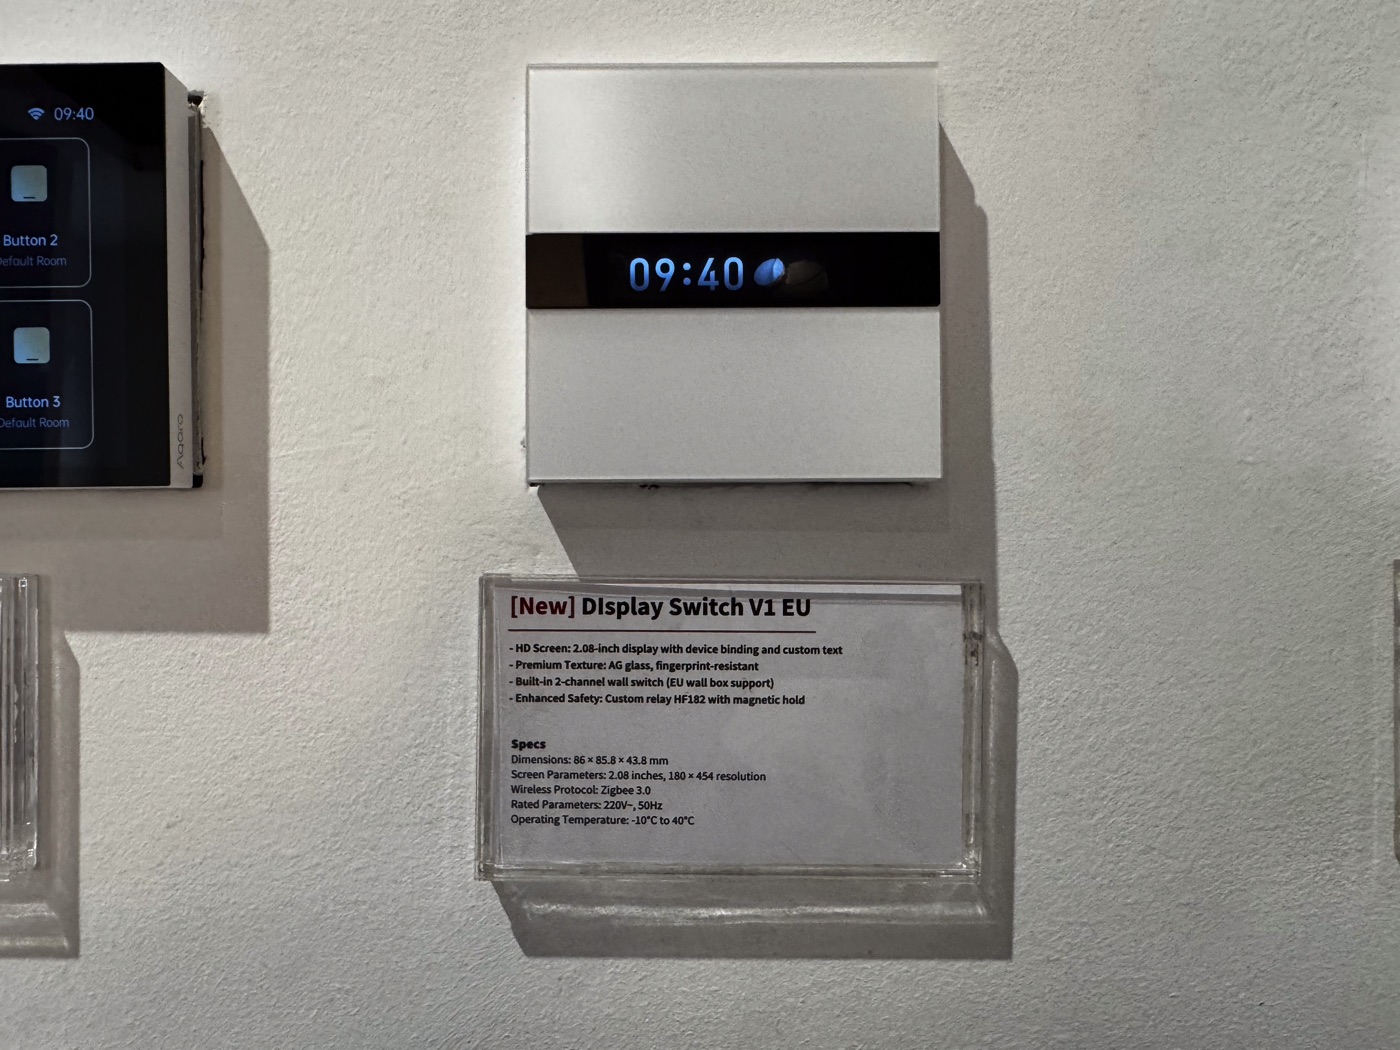 09:40
Button 2
Default Room
Button 3
Default Room
Aqara
09:40
[New] DIsplay Switch V1 EU
- HD Screen: 2.08-inch display with device binding and custom text
- Premium Texture: AG glass, fingerprint-resistant
- Built-in 2-channel wall switch (EU wall box support)
- Enhanced Safety: Custom relay HF182 with magnetic hold
Specs
Dimensions: 86 × 85.8 × 43.8 mm
Screen Parameters: 2.08 inches, 180 × 454 resolution
Wireless Protocol: Zigbee 3.0
Rated Parameters: 220V~, 50Hz
Operating Temperature: -10°C to 40°C